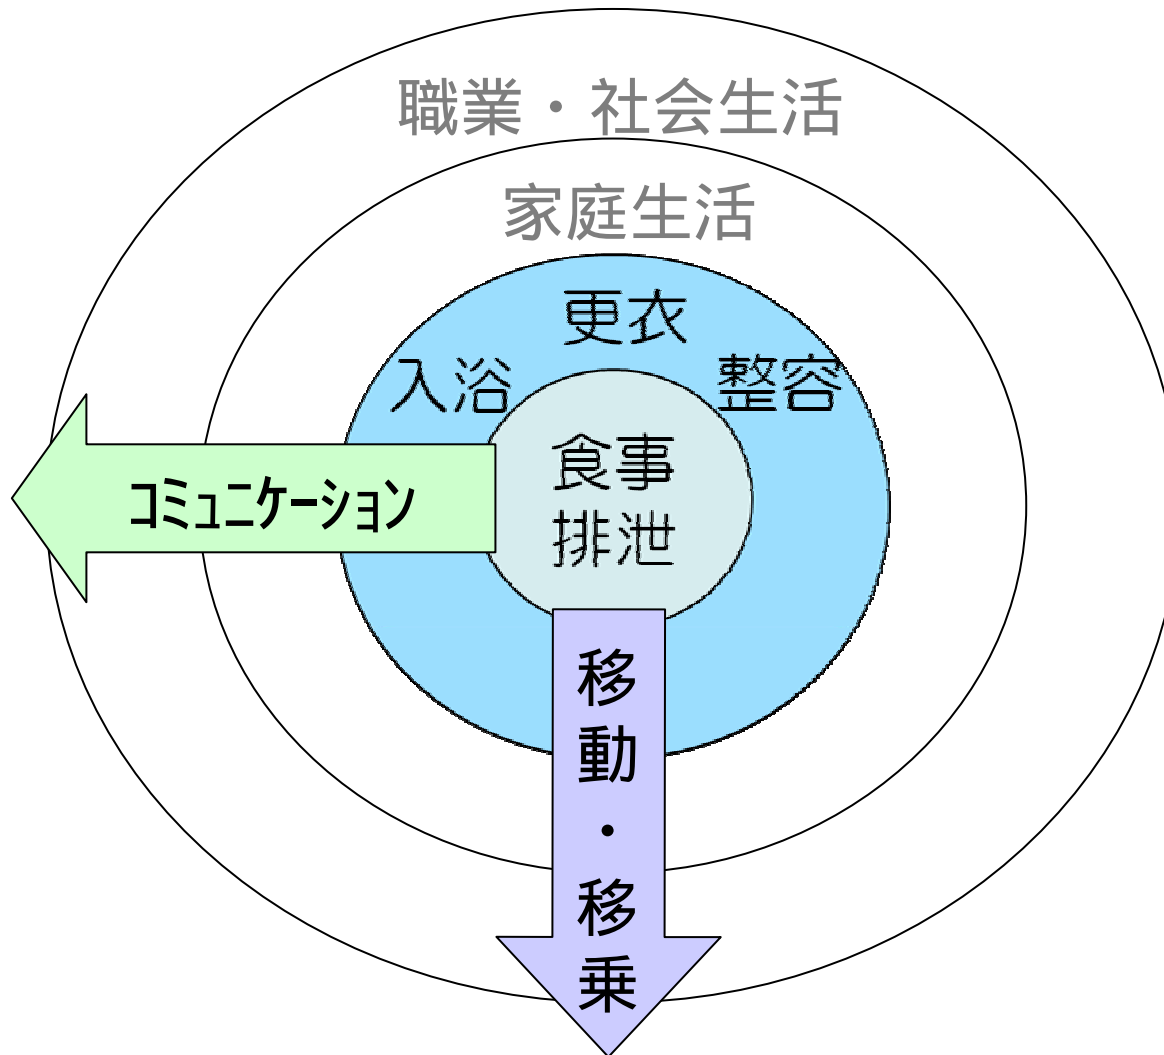 職業・社会生活
家庭生活
更衣
入浴
整容
食事
排泄
コミュニケーション
移動・移乗